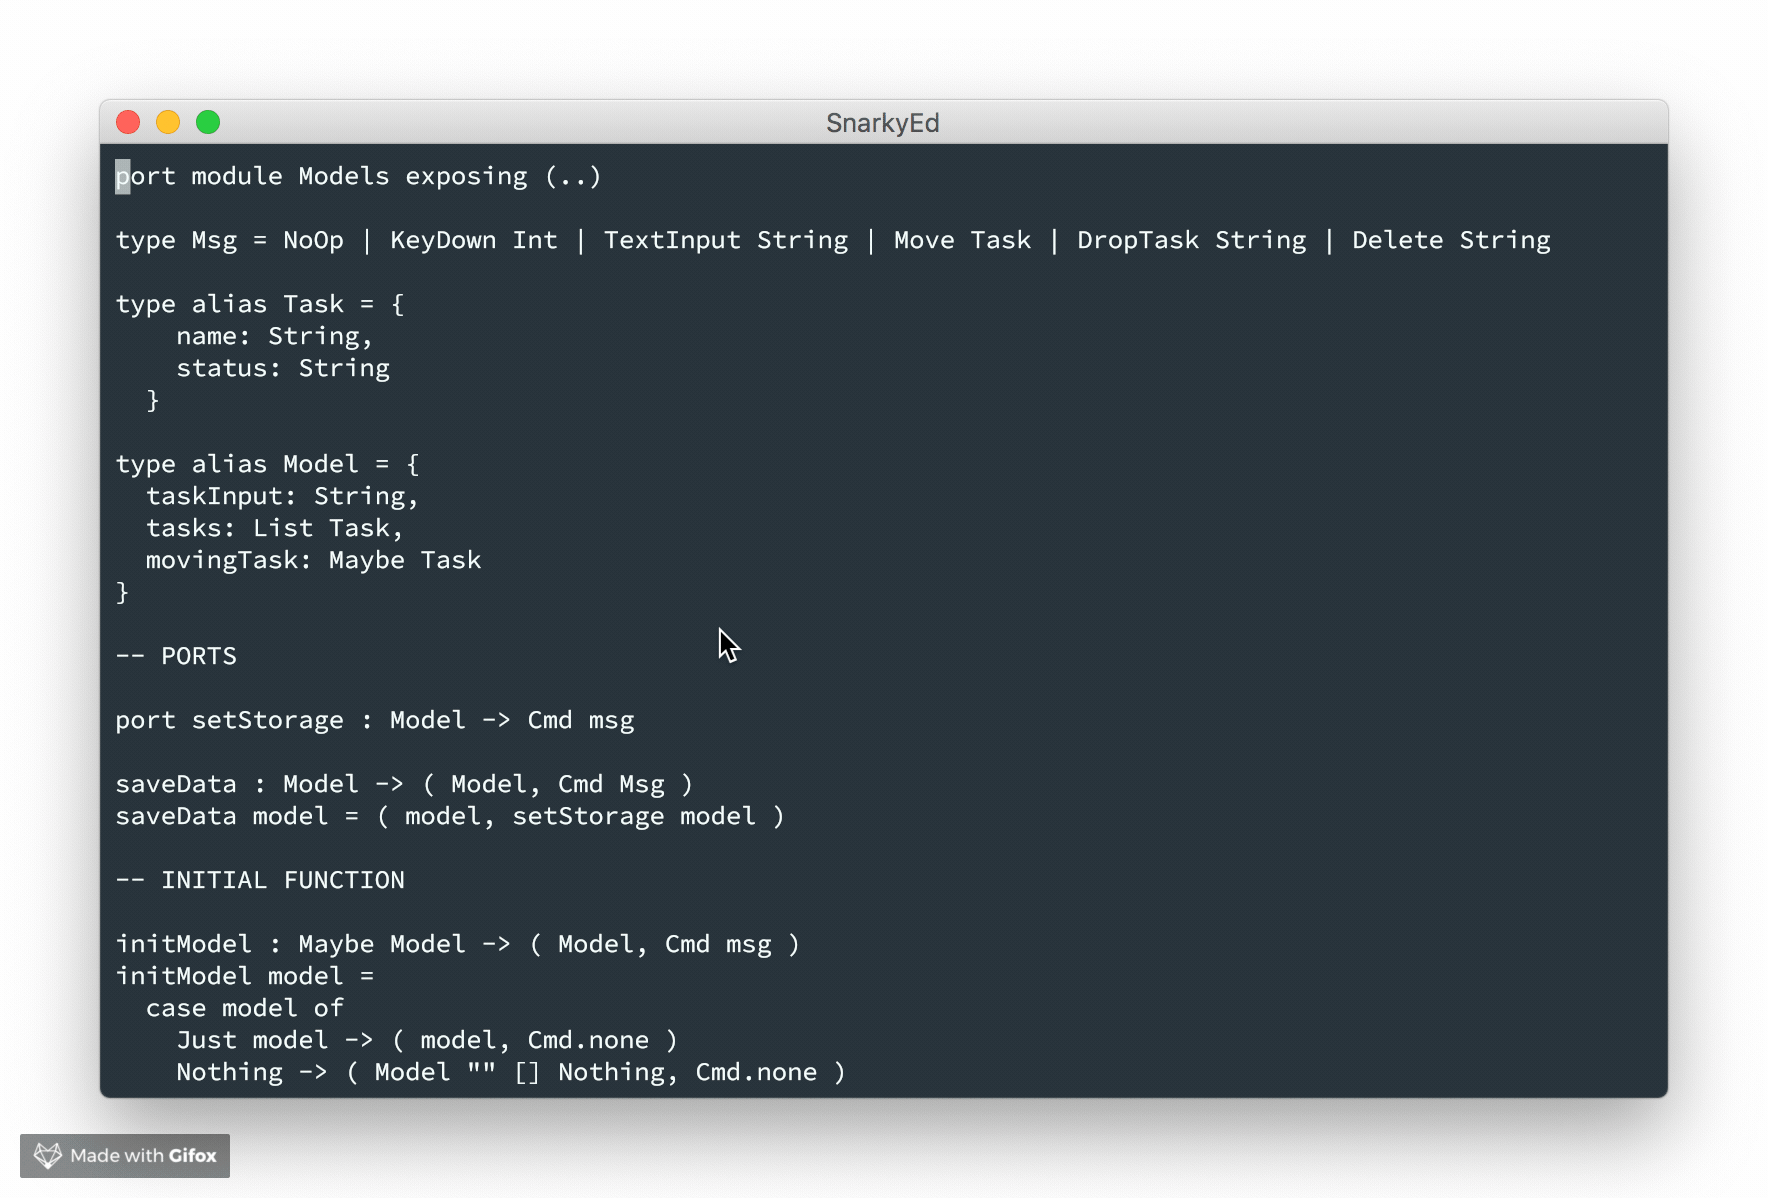 SnarkyEd
port module Models exposing (..)
type Msg = NoOp | KeyDown Int | TextInput String | Move Task | DropTask String | Delete String
type alias Task = {
    name: String,
    status: String
  }
type alias Model = {
  taskInput: String,
  tasks: List Task,
  movingTask: Maybe Task
}
-- PORTS
port setStorage : Model -> Cmd msg
saveData : Model -> ( Model, Cmd Msg )
saveData model = ( model, setStorage model )
-- INITIAL FUNCTION
initModel : Maybe Model -> ( Model, Cmd msg )
initModel model =
  case model of
    Just model -> ( model, Cmd.none )
    Nothing -> ( Model "" [] Nothing, Cmd.none )
Made with Gifox